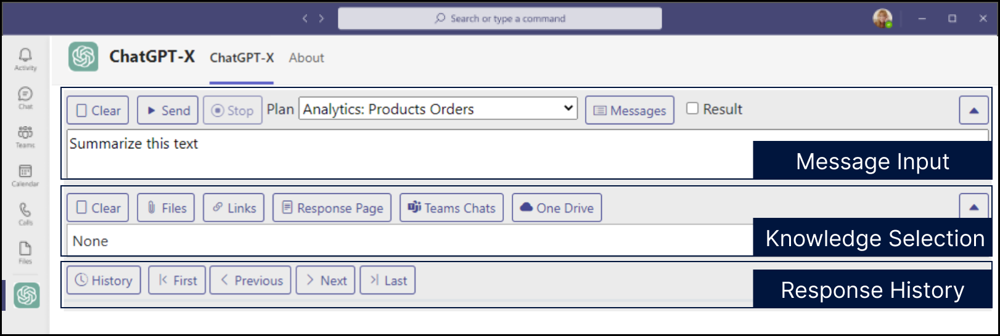 Search or type a command
Activity
Chat
Teams
Calendar
Calls
Files
ChatGPT-X ChatGPT-X About
Clear Send Stop Plan Analytics: Products Orders Messages Result
Summarize this text
Message Input
Clear Files Links Response Page Teams Chats One Drive
None
Knowledge Selection
History First Previous Next Last
Response History